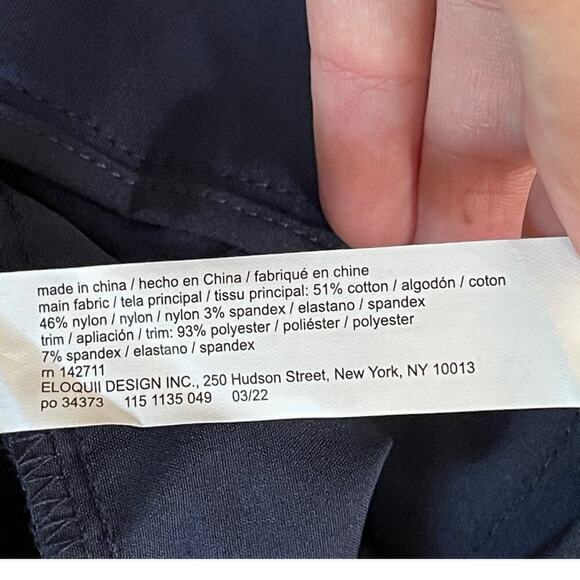 made in china / hecho en China / fabriqué en chine
main fabric / tela principal / tissu principal: 51% cotton / algodón / coton
46% nylon / nylon / nylon 3% spandex / elastano / spandex
trim / apliación / trim: 93% polyester / poliéster / polyester
7% spandex / elastano / spandex
rn 142711
ELOQUII DESIGN INC., 250 Hudson Street, New York, NY 10013
po 34373 115 1135 049 03/22